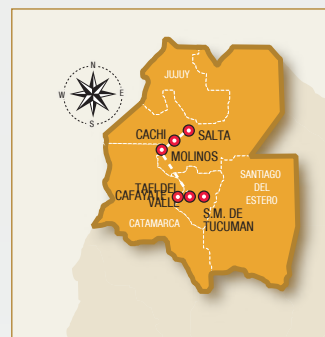 N
W E
S
JUJUY
CACHI
SALTA
MOLINOS
TAFI DEL
VALLE
CAFAYATE
S.M. DE
TUCUMAN
SANTIAGO
DEL
ESTERO
CATAMARCA